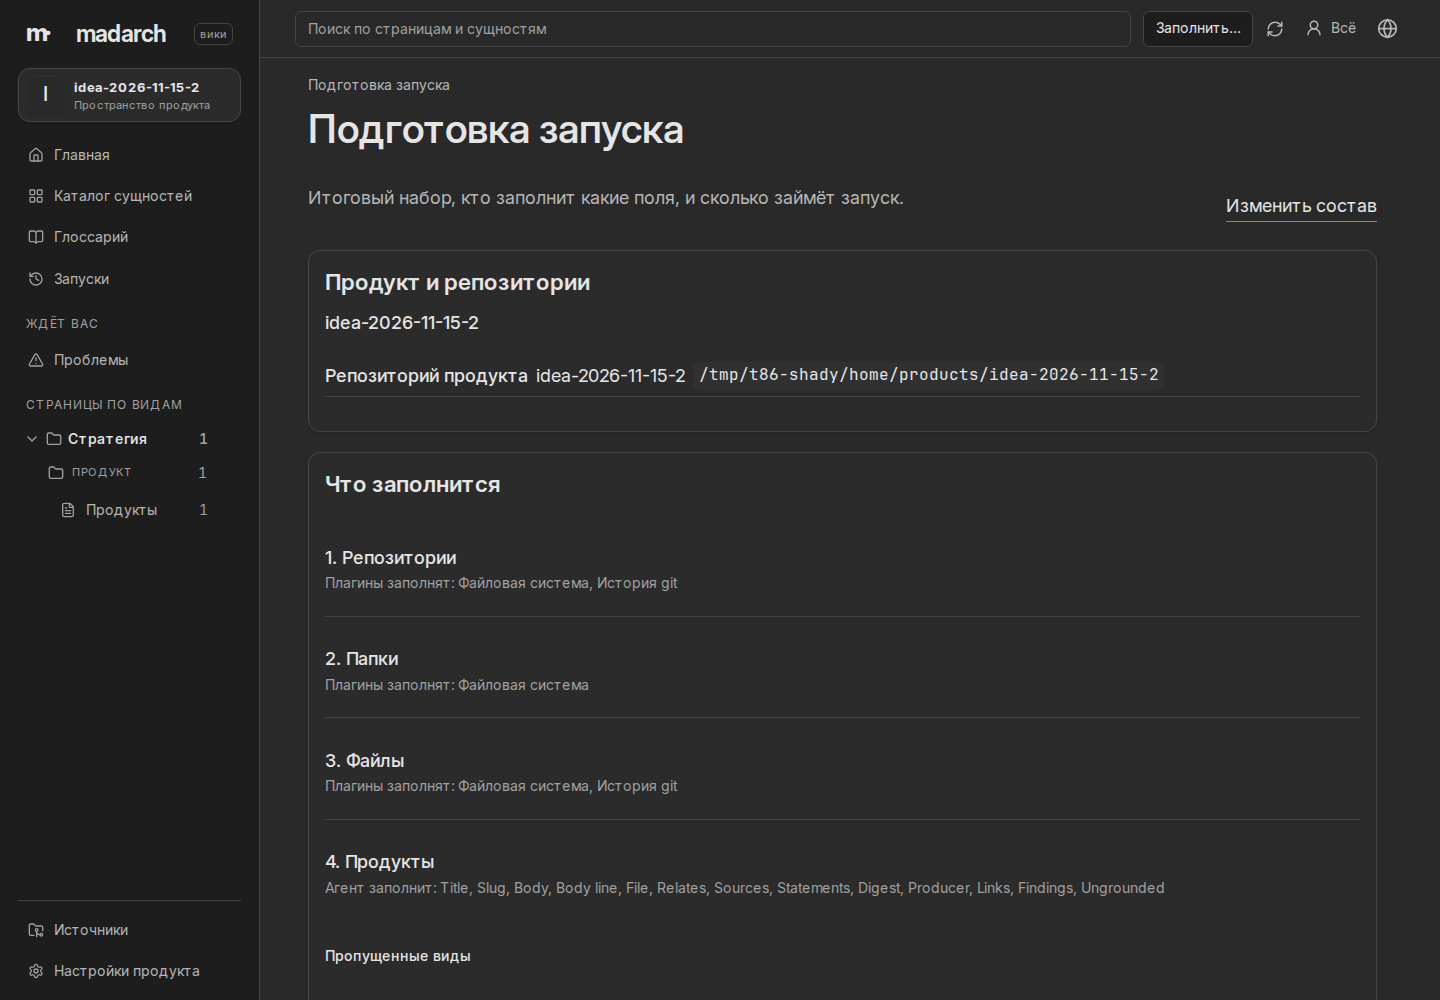 madarch
вики
Поиск по страницам и сущностям
Заполнить...
Всё
I
idea-2026-11-15-2
Пространство продукта
Главная
Каталог сущностей
Глоссарий
Запуски
ЖДЁТ ВАС
Проблемы
СТРАНИЦЫ ПО ВИДАМ
Стратегия 1
ПРОДУКТ 1
Продукты 1
Источники
Настройки продукта
Подготовка запуска
Подготовка запуска
Итоговый набор, кто заполнит какие поля, и сколько займёт запуск.
Изменить состав
Продукт и репозитории
idea-2026-11-15-2
Репозиторий продукта idea-2026-11-15-2 /tmp/t86-shady/home/products/idea-2026-11-15-2
Что заполнится
1. Репозитории
Плагины заполнят: Файловая система, История git
2. Папки
Плагины заполнят: Файловая система
3. Файлы
Плагины заполнят: Файловая система, История git
4. Продукты
Агент заполнит: Title, Slug, Body, Body line, File, Relates, Sources, Statements, Digest, Producer, Links, Findings, Ungrounded
Пропущенные виды